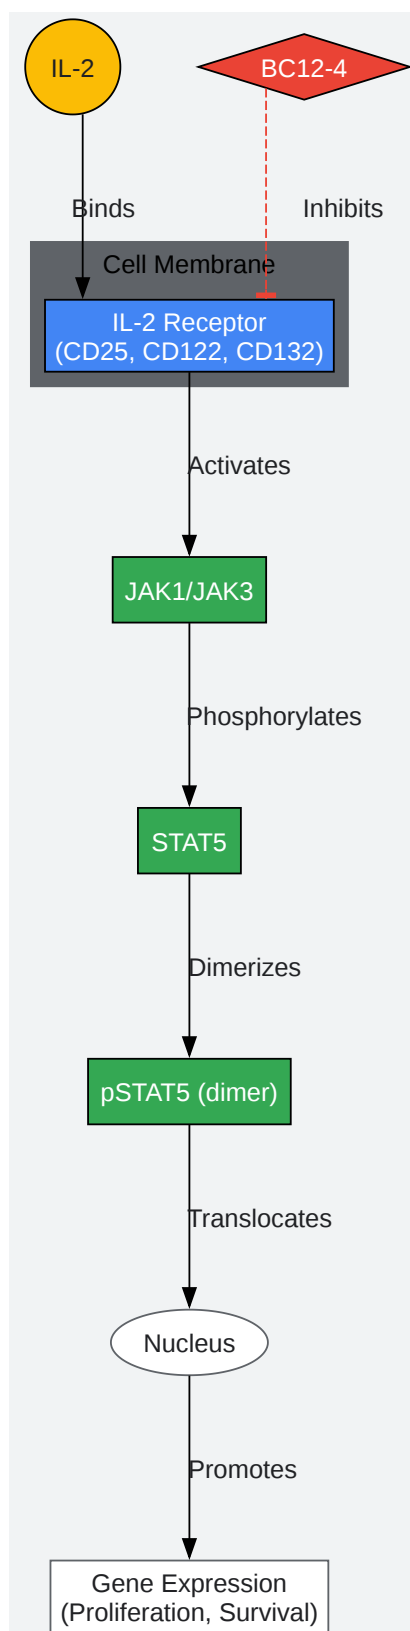 IL-2
BC12-4
Binds
Inhibits
Cell Membrane
IL-2 Receptor
(CD25, CD122, CD132)
Activates
JAK1/JAK3
Phosphorylates
STAT5
Dimerizes
pSTAT5 (dimer)
Translocates
Nucleus
Promotes
Gene Expression
(Proliferation, Survival)